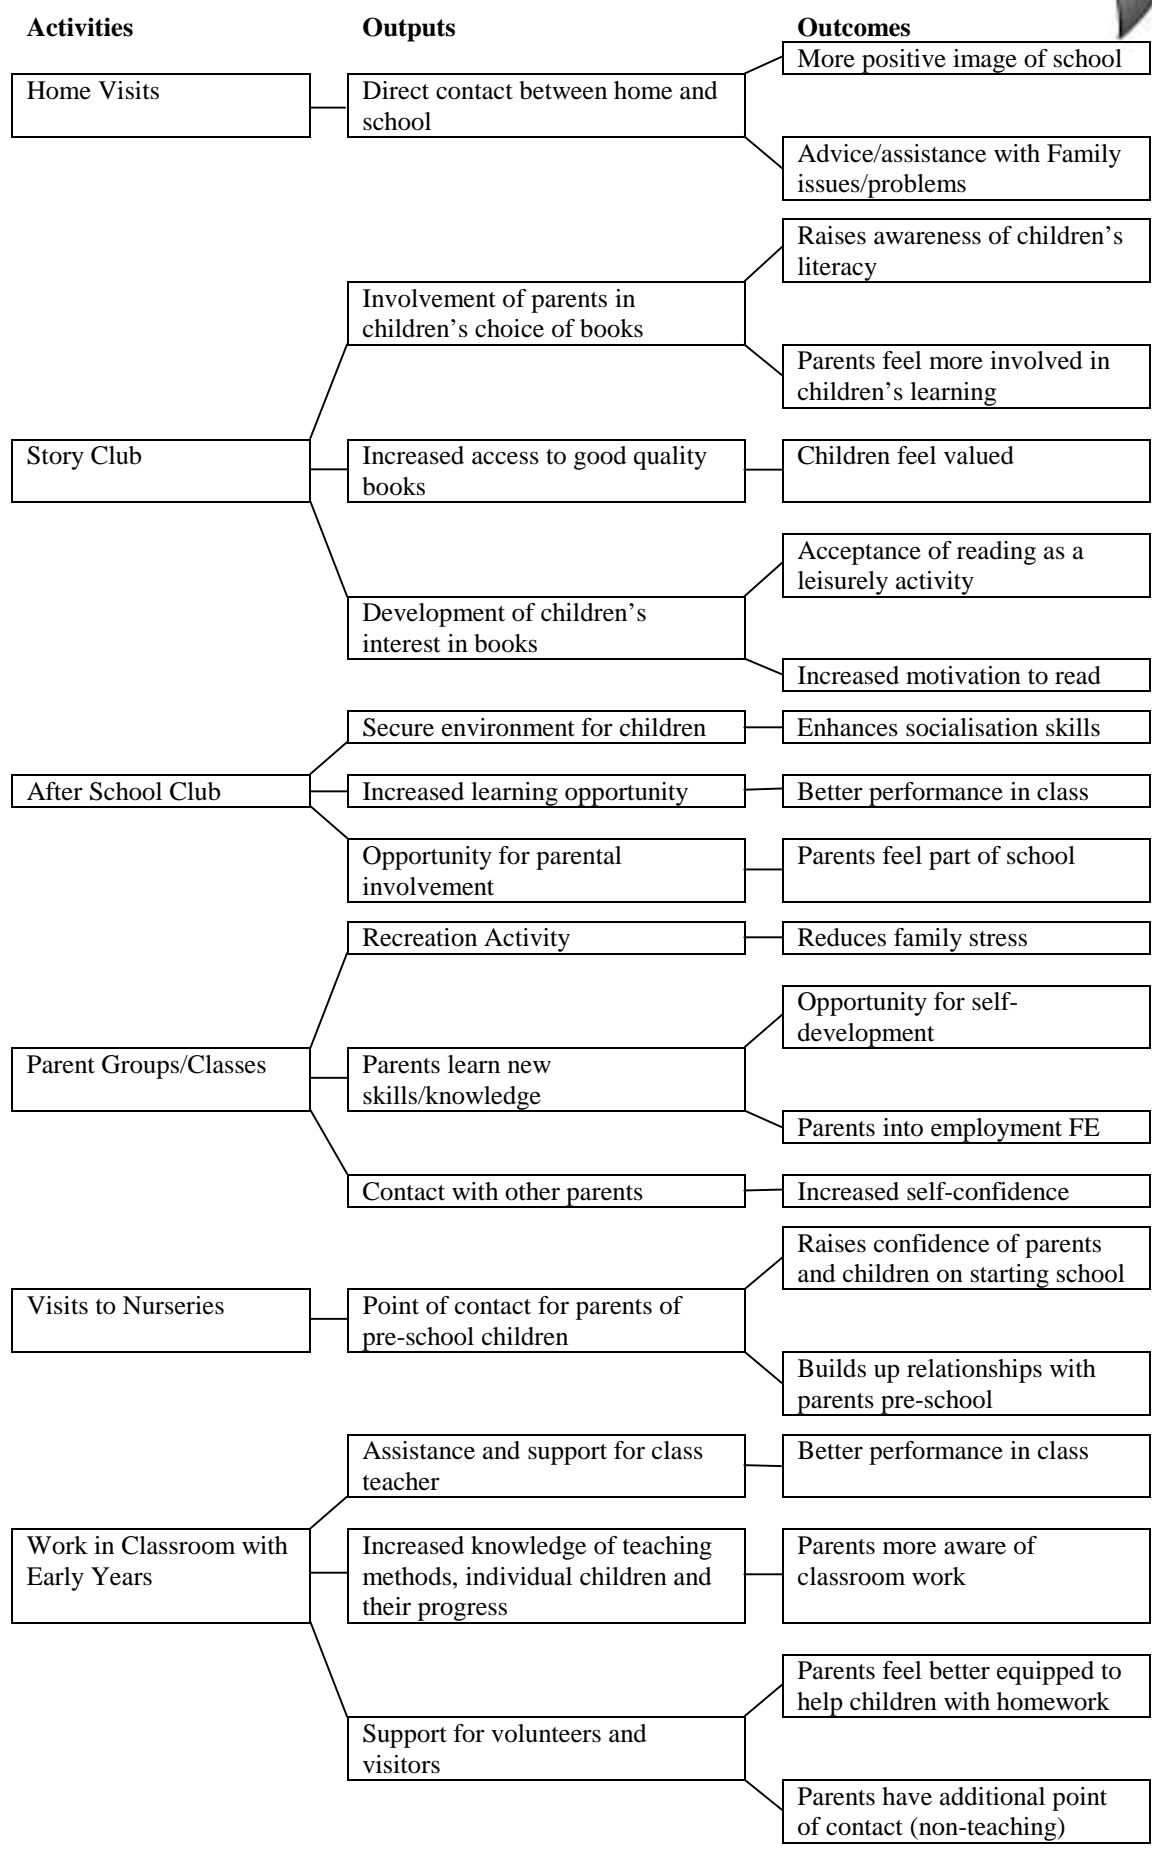 Activities
Outputs
Outcomes
Home Visits
Direct contact between home and
school
More positive image of school
Advice/assistance with Family
issues/problems
Story Club
Involvement of parents in
children’s choice of books
Raises awareness of children’s
literacy
Parents feel more involved in
children’s learning
Increased access to good quality
books
Children feel valued
Development of children’s
interest in books
Acceptance of reading as a
leisurely activity
Increased motivation to read
After School Club
Secure environment for children
Enhances socialisation skills
Increased learning opportunity
Better performance in class
Opportunity for parental
involvement
Parents feel part of school
Parent Groups/Classes
Recreation Activity
Reduces family stress
Parents learn new
skills/knowledge
Opportunity for self-
development
Parents into employment FE
Contact with other parents
Increased self-confidence
Visits to Nurseries
Point of contact for parents of
pre-school children
Raises confidence of parents
and children on starting school
Builds up relationships with
parents pre-school
Work in Classroom with
Early Years
Assistance and support for class
teacher
Better performance in class
Increased knowledge of teaching
methods, individual children and
their progress
Parents more aware of
classroom work
Support for volunteers and
visitors
Parents feel better equipped to
help children with homework
Parents have additional point
of contact (non-teaching)